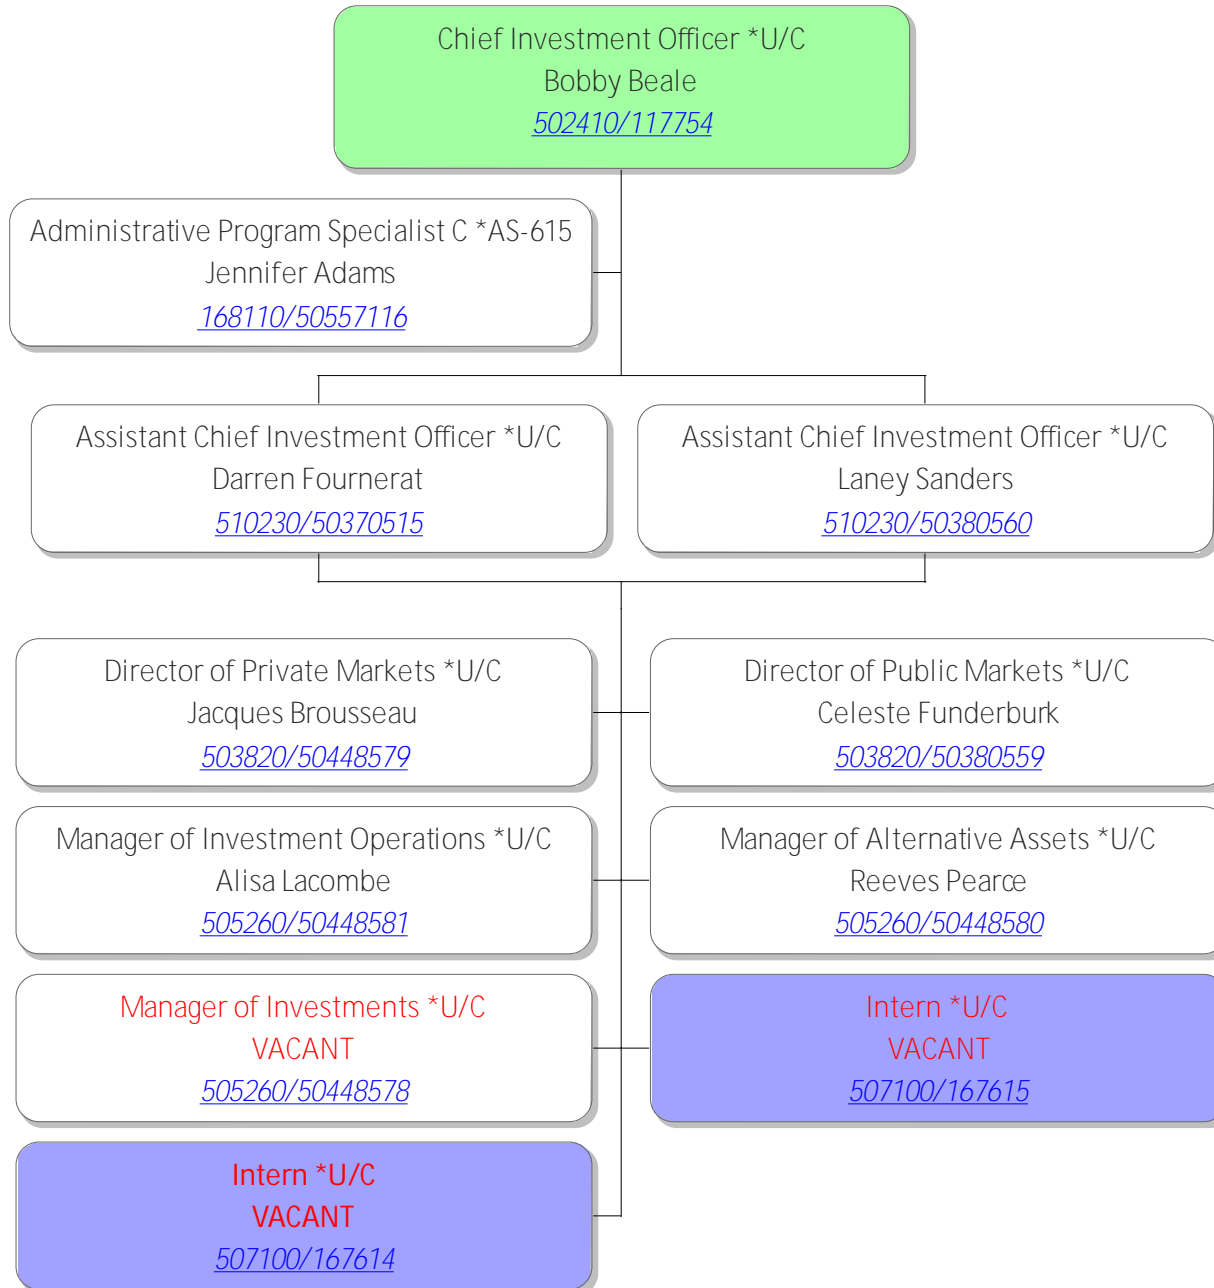 Chief Investment Officer *U/C
Bobby Beale
502410/117754
Administrative Program Specialist C *AS-615
Jennifer Adams
168110/50557116
Assistant Chief Investment Officer *U/C
Darren Fournerat
510230/50370515
Assistant Chief Investment Officer *U/C
Laney Sanders
510230/50380560
Director of Private Markets *U/C
Jacques Brousseau
503820/50448579
Director of Public Markets *U/C
Celeste Funderburk
503820/50380559
Manager of Investment Operations *U/C
Alisa Lacombe
505260/50448581
Manager of Alternative Assets *U/C
Reeves Pearce
505260/50448580
Manager of Investments *U/C
VACANT
505260/50448578
Intern *U/C
VACANT
507100/167615
Intern *U/C
VACANT
507100/167614